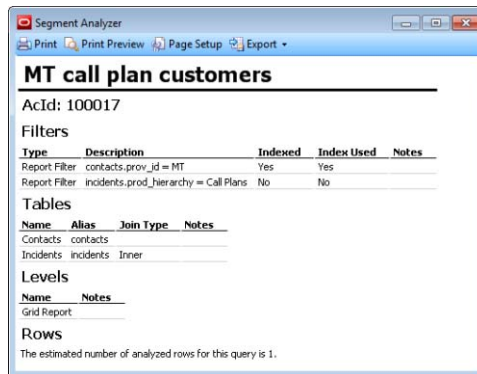 Segment Analyzer
Print Print Preview Page Setup Export
MT call plan customers
AcId: 100017
Filters
Type Description Indexed Index Used Notes
Report Filter contacts.prov_id = MT Yes Yes
Report Filter incidents.prod_hierarchy = Call Plans No No
Tables
Name Alias Join Type Notes
Contacts contacts
Incidents incidents Inner
Levels
Name Notes
Grid Report
Rows
The estimated number of analyzed rows for this query is 1.